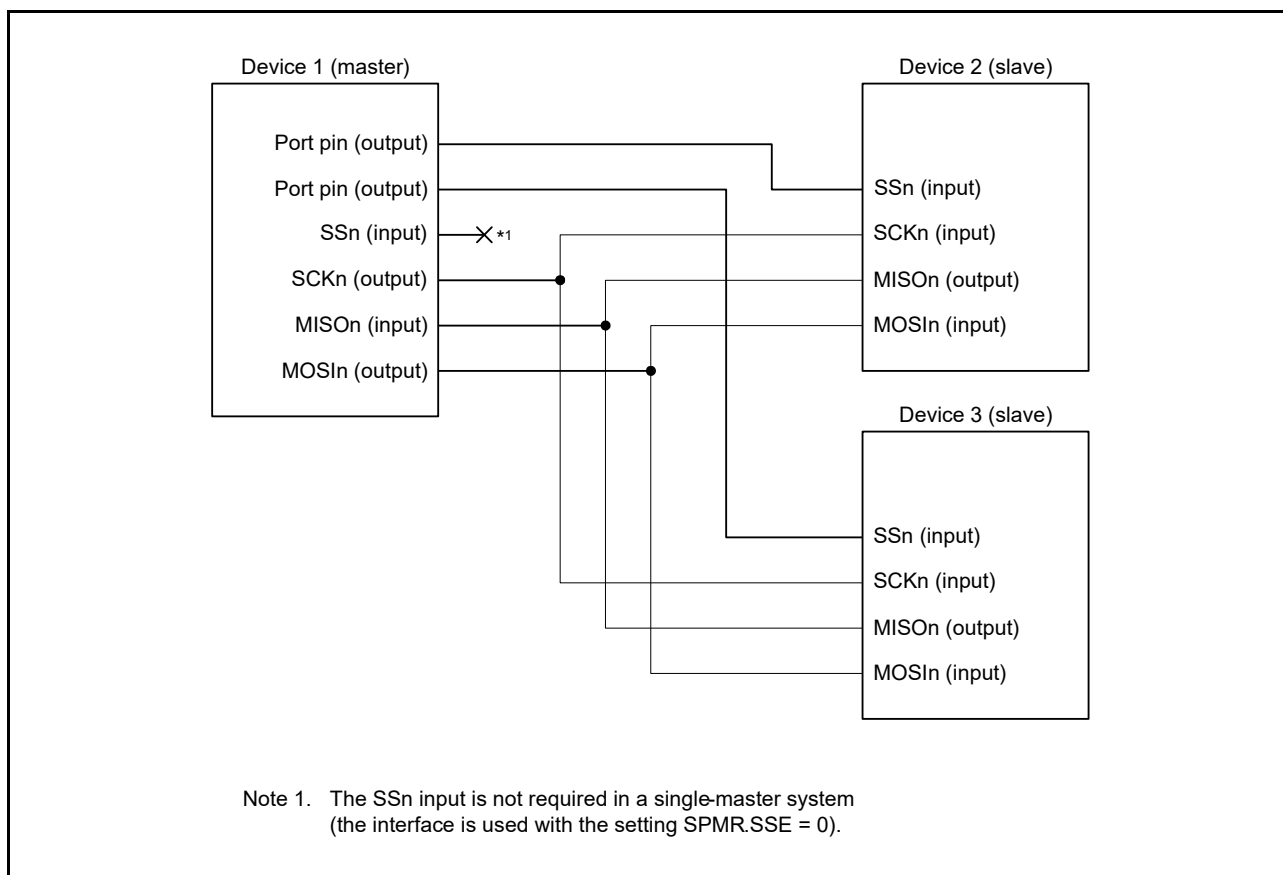 Device 1 (master)
Port pin (output)
Port pin (output)
SSn (input)
*1
SCKn (output)
MISOn (input)
MOSIn (output)
Device 2 (slave)
SSn (input)
SCKn (input)
MISOn (output)
MOSIn (input)
Device 3 (slave)
SSn (input)
SCKn (input)
MISOn (output)
MOSIn (input)
Note 1. The SSn input is not required in a single-master system
(the interface is used with the setting SPMR.SSE = 0).